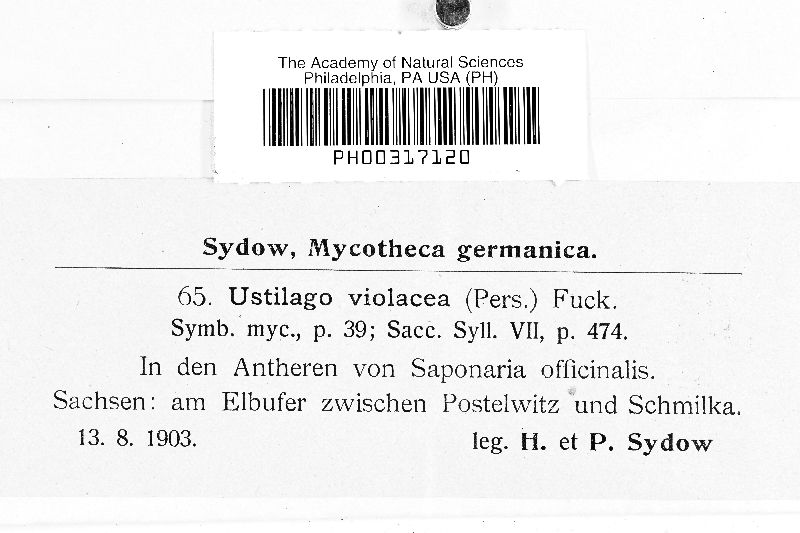 The Academy of Natural Sciences
Philadelphia, PA USA (PH)
PH00317120
Sydow, Mycotheca germanica.
65. Ustilago violacea (Pers.) Fuck.
Symb. myc., p. 39; Sacc. Syll. VII, p. 474.
In den Antheren von Saponaria officinalis.
Sachsen: am Elbufer zwischen Postelwitz und Schmilka.
13. 8. 1903. leg. H. et P. Sydow